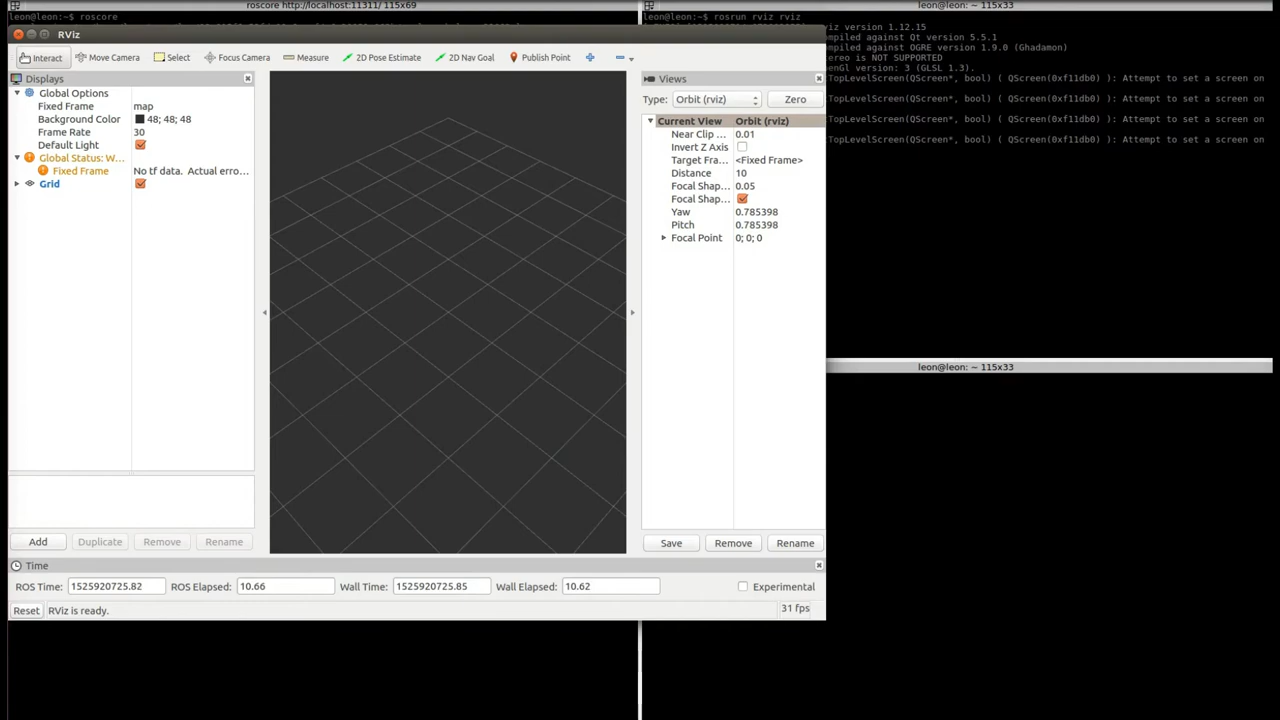 roscore http://localhost:11311/ 115x69
leon@leon: ~ 115x33
leon@leon:~$ roscore
leon@leon:~$ rosrun rviz rviz
viz version 1.12.15
ompiled against Qt version 5.5.1
ompiled against OGRE version 1.9.0 (Ghadamon)
tereo is NOT SUPPORTED
penGl version: 3 (GLSL 1.3).
TopLevelScreen(QScreen*, bool) ( QScreen(0xf11db0) ): Attempt to set a screen on
TopLevelScreen(QScreen*, bool) ( QScreen(0xf11db0) ): Attempt to set a screen on
TopLevelScreen(QScreen*, bool) ( QScreen(0xf11db0) ): Attempt to set a screen on
TopLevelScreen(QScreen*, bool) ( QScreen(0xf11db0) ): Attempt to set a screen on
leon@leon: ~ 115x33
RViz
Interact Move Camera Select Focus Camera Measure 2D Pose Estimate 2D Nav Goal Publish Point
Displays
Global Options
Fixed Frame map
Background Color 48; 48; 48
Frame Rate 30
Default Light
Global Status: W...
Fixed Frame No tf data. Actual erro...
Grid
Add Duplicate Remove Rename
Views
Type: Orbit (rviz) Zero
Current View Orbit (rviz)
Near Clip ... 0.01
Invert Z Axis
Target Fra... <Fixed Frame>
Distance 10
Focal Shap... 0.05
Focal Shap...
Yaw 0.785398
Pitch 0.785398
Focal Point 0; 0; 0
Save Remove Rename
Time
ROS Time: 1525920725.82 ROS Elapsed: 10.66 Wall Time: 1525920725.85 Wall Elapsed: 10.62 Experimental
Reset RViz is ready. 31 fps